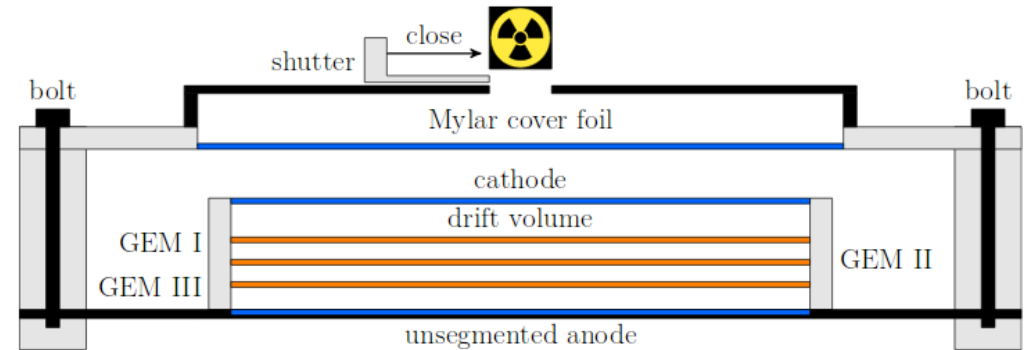 close
shutter
bolt
bolt
Mylar cover foil
cathode
drift volume
GEM I
GEM II
GEM III
unsegmented anode